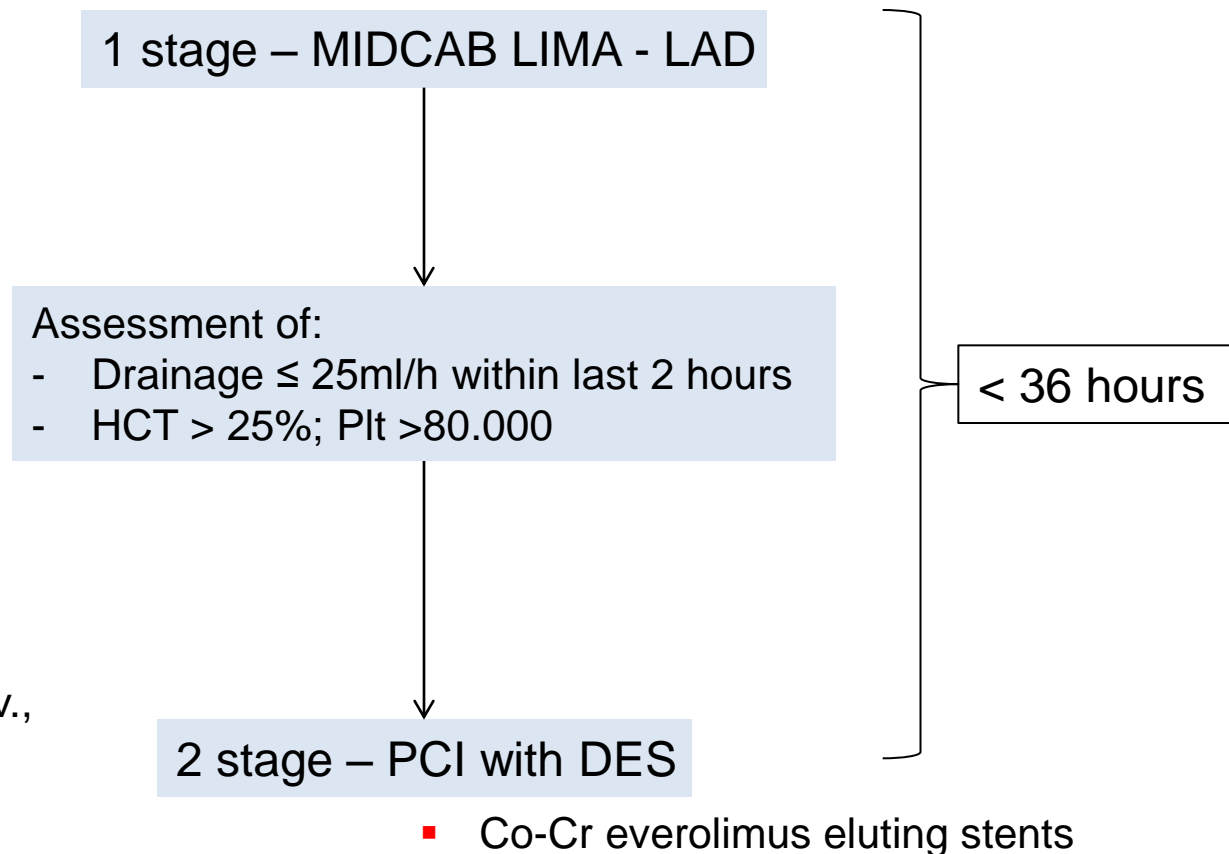 1 stage – MIDCAB LIMA - LAD
Assessment of:
- Drainage ≤ 25ml/h within last 2 hours
- HCT > 25%; Plt >80.000
< 36 hours
v.,
2 stage – PCI with DES
▪ Co-Cr everolimus eluting stents